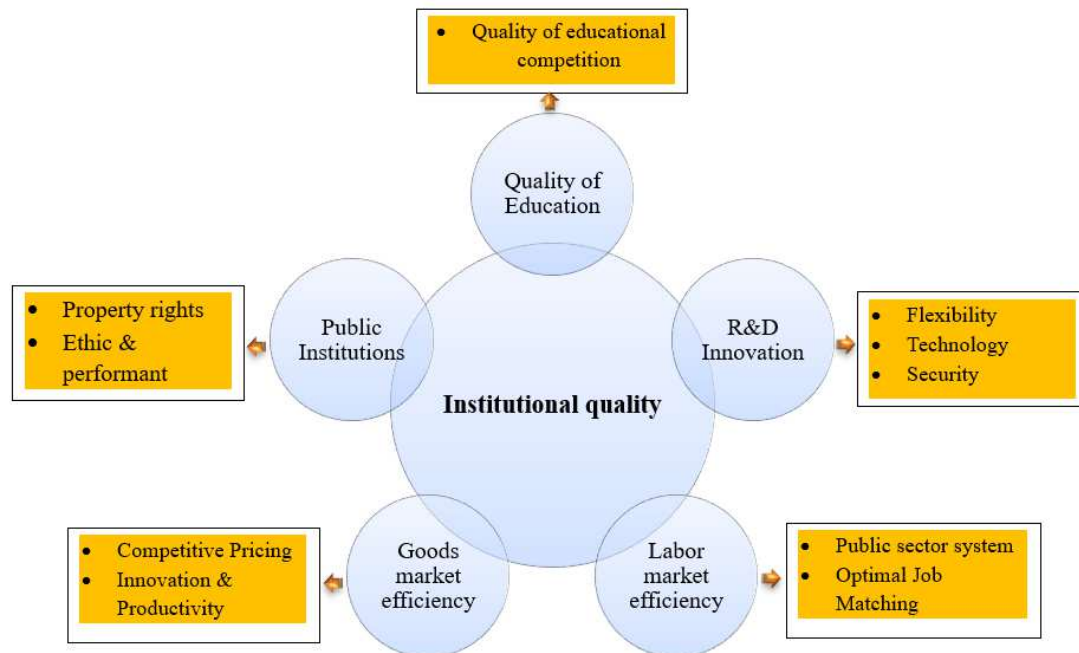 • Quality of educational
competition
Quality of
Education
• Property rights
• Ethic &
performant
Public
Institutions
R&D
Innovation
• Flexibility
• Technology
• Security
Institutional quality
• Competitive Pricing
• Innovation &
Productivity
Goods
market
efficiency
Labor
market
efficiency
• Public sector system
• Optimal Job
Matching